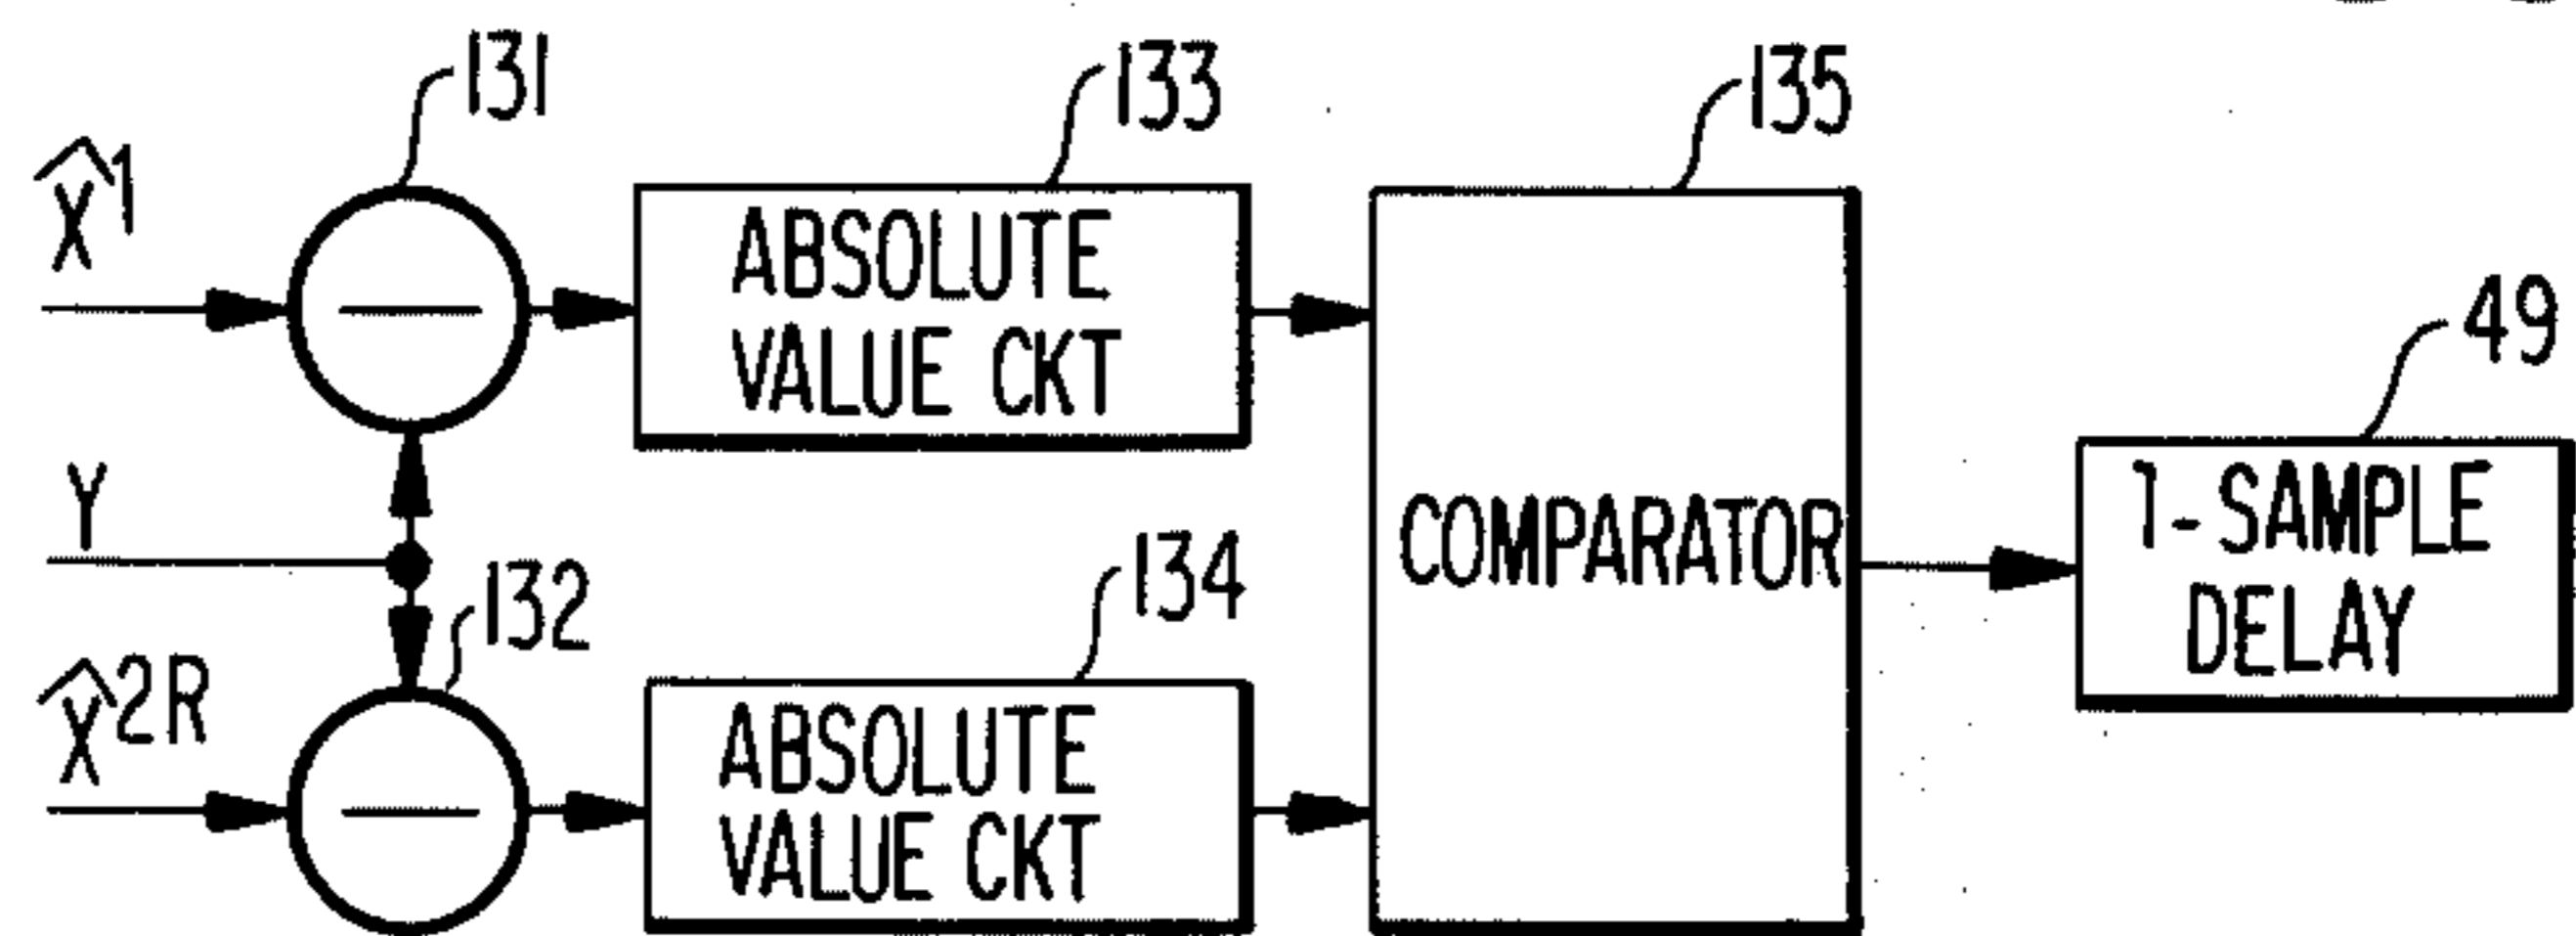 131
133
135
X̂1
ABSOLUTE
VALUE CKT
49
Y
132
134
COMPARATOR
1-SAMPLE
DELAY
X̂2R
ABSOLUTE
VALUE CKT